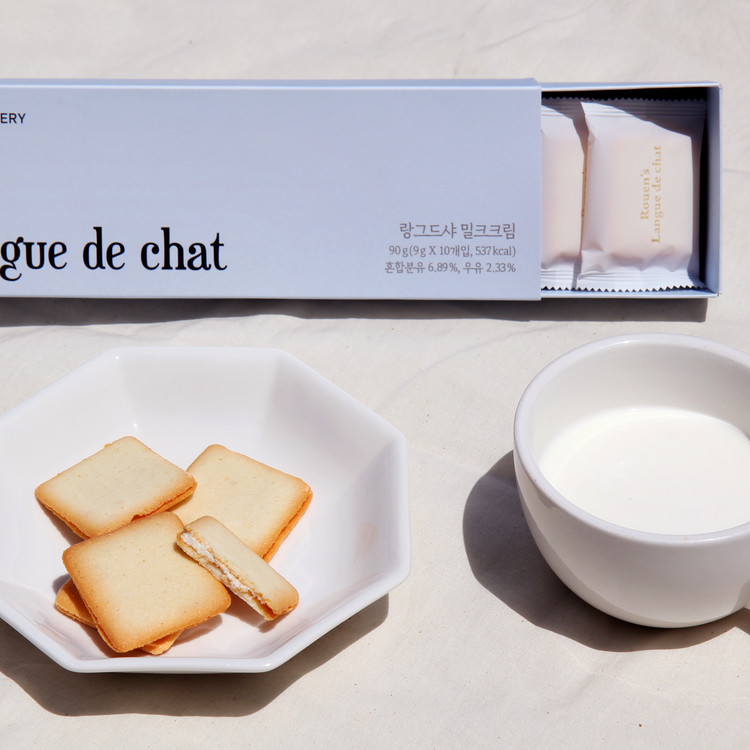 ERY
gue de chat
랑그드샤 밀크크림
90g(9g X 10개입, 537kcal)
혼합분유 6.89%, 우유 2.33%
Rouen's
Langue de chat